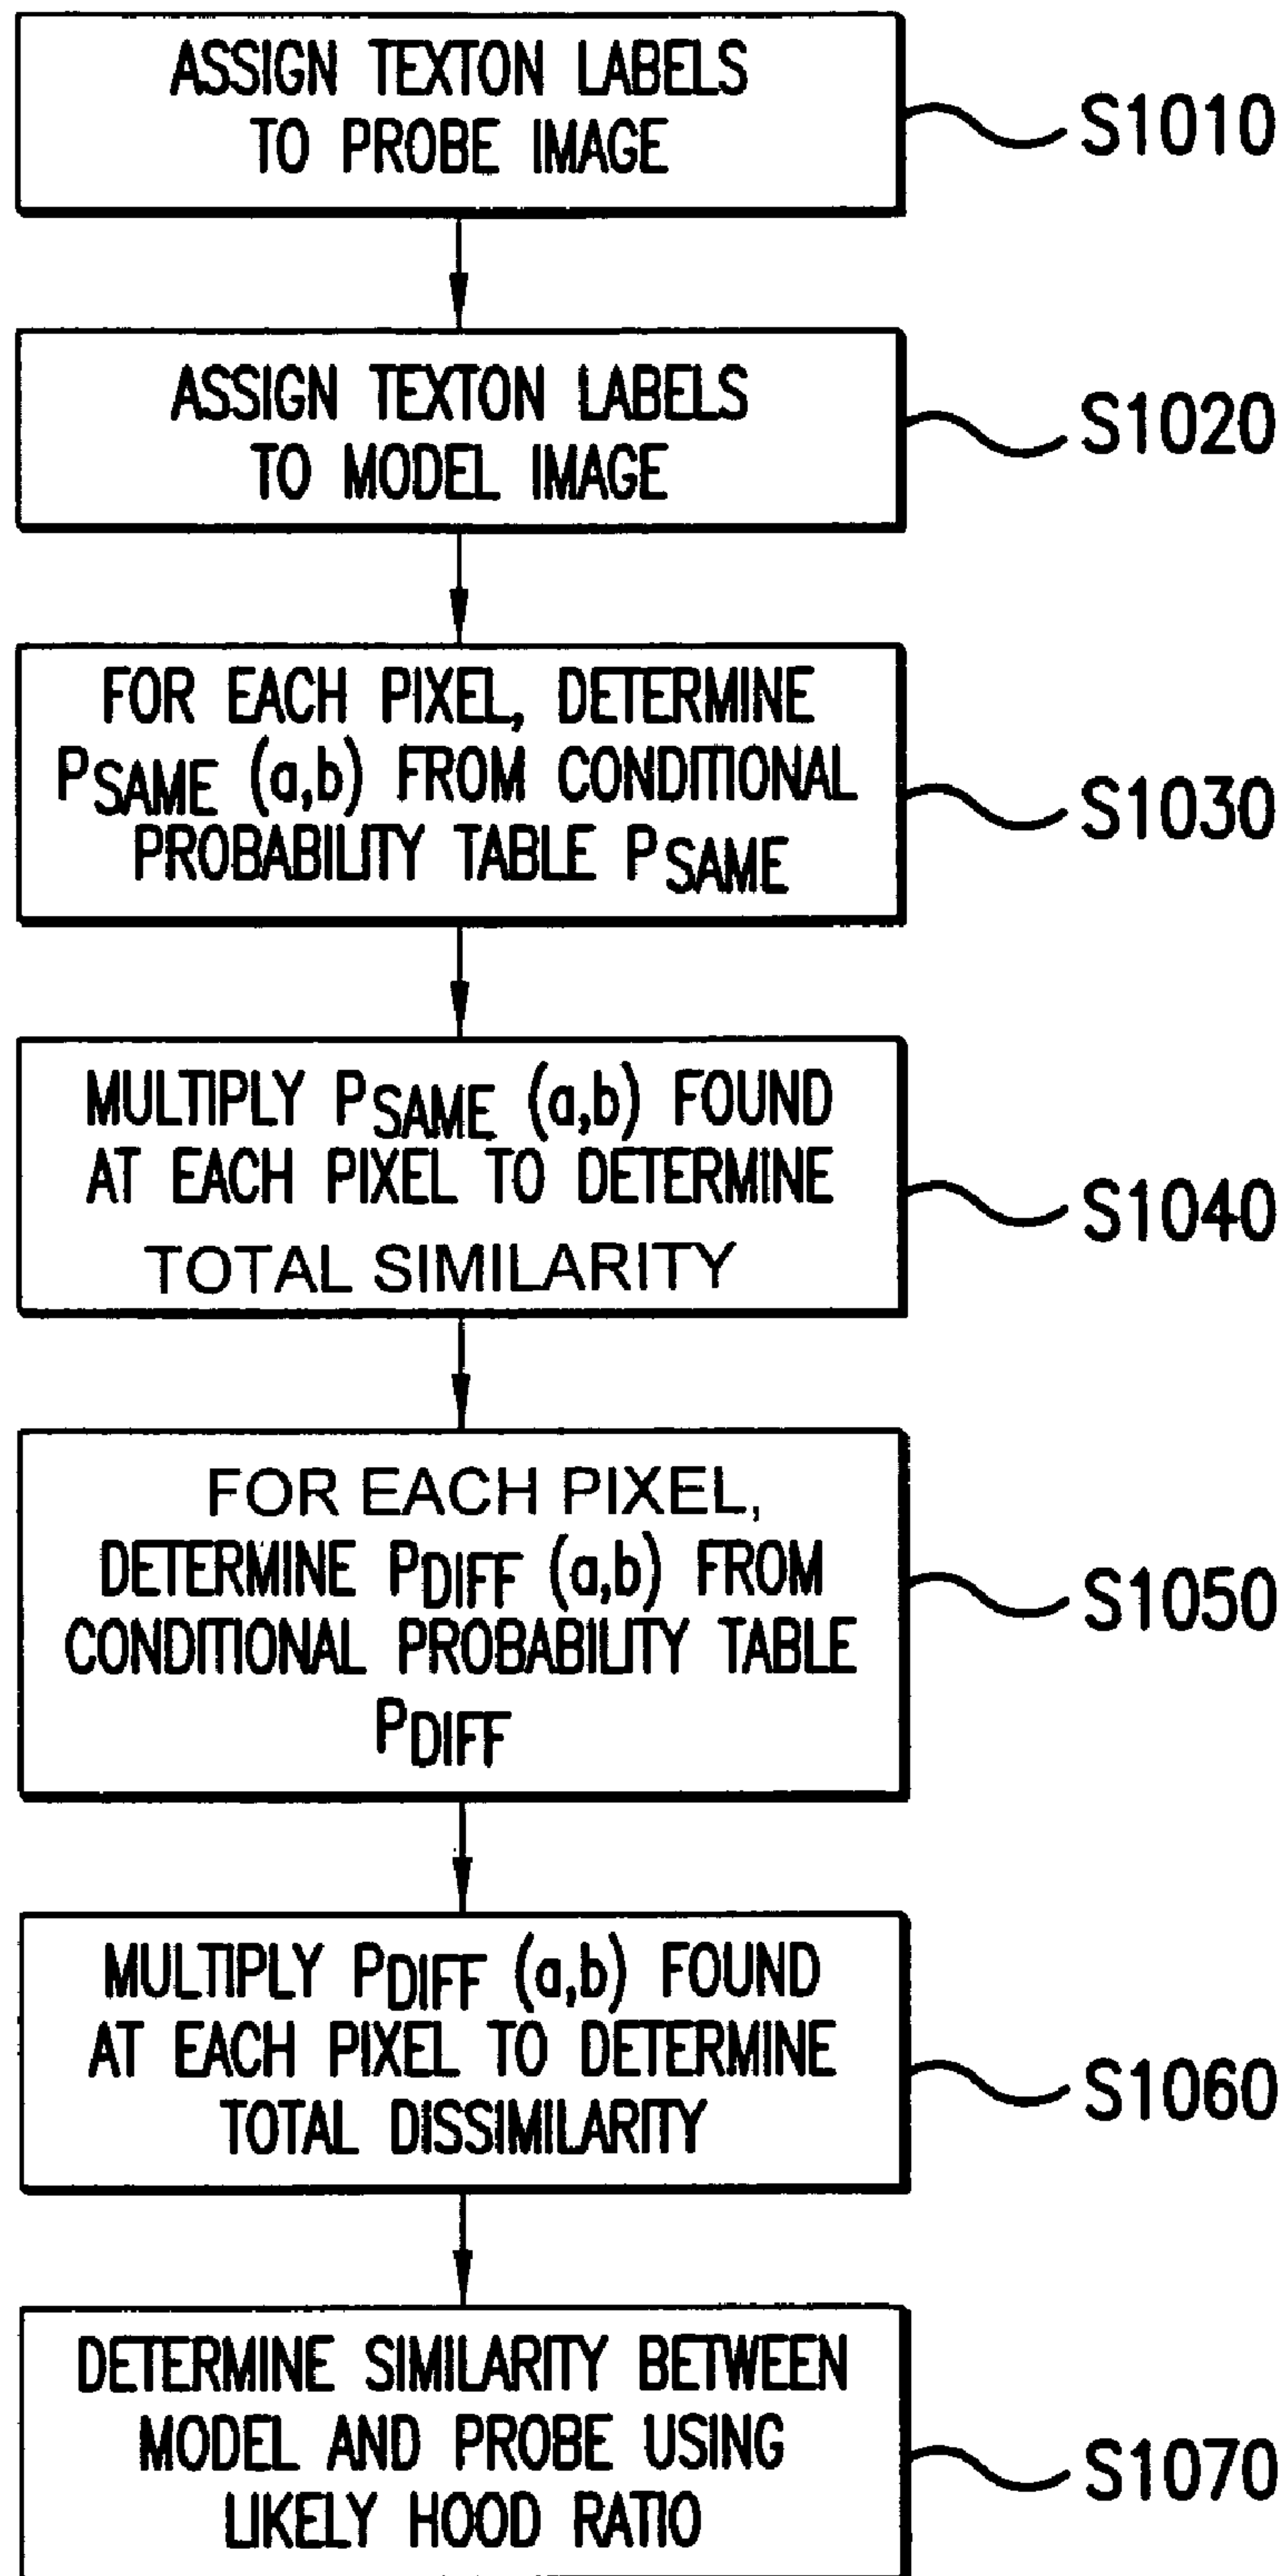 ASSIGN TEXTON LABELS
TO PROBE IMAGE
S1010
ASSIGN TEXTON LABELS
TO MODEL IMAGE
S1020
FOR EACH PIXEL, DETERMINE
PSAME (a,b) FROM CONDITIONAL
PROBABILITY TABLE PSAME
S1030
MULTIPLY PSAME (a,b) FOUND
AT EACH PIXEL TO DETERMINE
TOTAL SIMILARITY
S1040
FOR EACH PIXEL,
DETERMINE PDIFF (a,b) FROM
CONDITIONAL PROBABILITY TABLE
PDIFF
S1050
MULTIPLY PDIFF (a,b) FOUND
AT EACH PIXEL TO DETERMINE
TOTAL DISSIMILARITY
S1060
DETERMINE SIMILARITY BETWEEN
MODEL AND PROBE USING
LIKELY HOOD RATIO
S1070